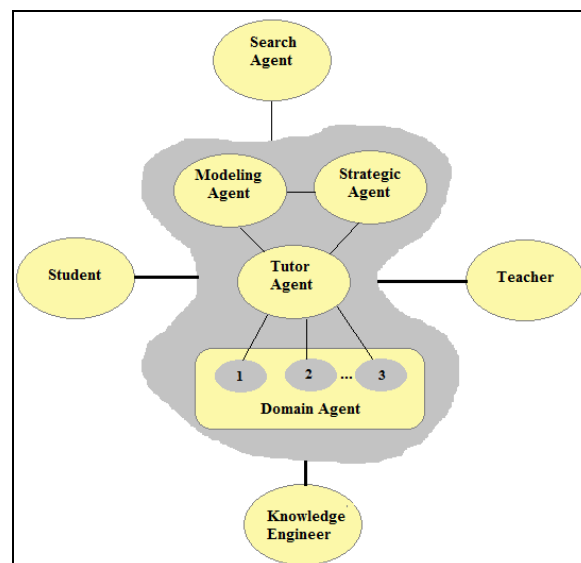 Search
Agent
Modeling
Agent
Strategic
Agent
Student
Tutor
Agent
Teacher
1
2
...
3
Domain Agent
Knowledge
Engineer